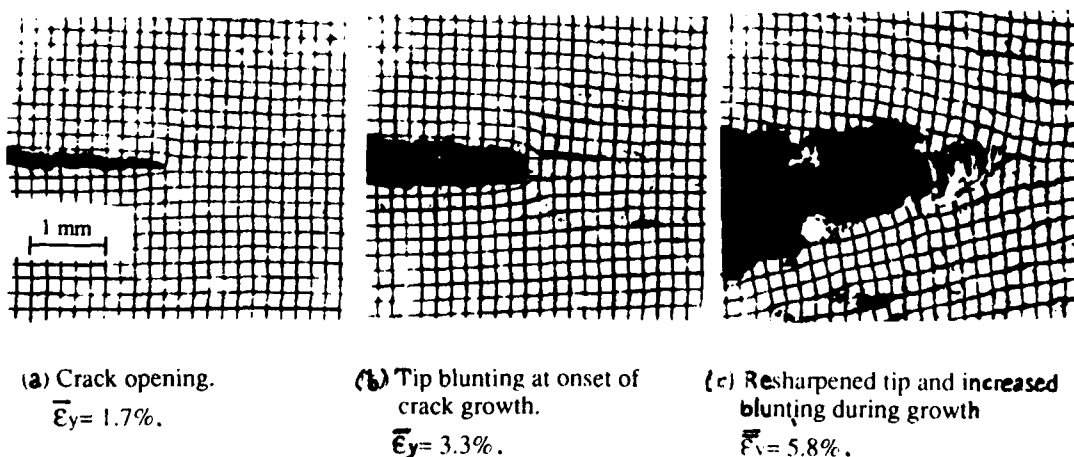 1 mm
(a) Crack opening.
ε̄y= 1.7%.
(b) Tip blunting at onset of
crack growth.
ε̄y= 3.3%.
(c) Resharpened tip and increased
blunting during growth
ε̄y= 5.8%.